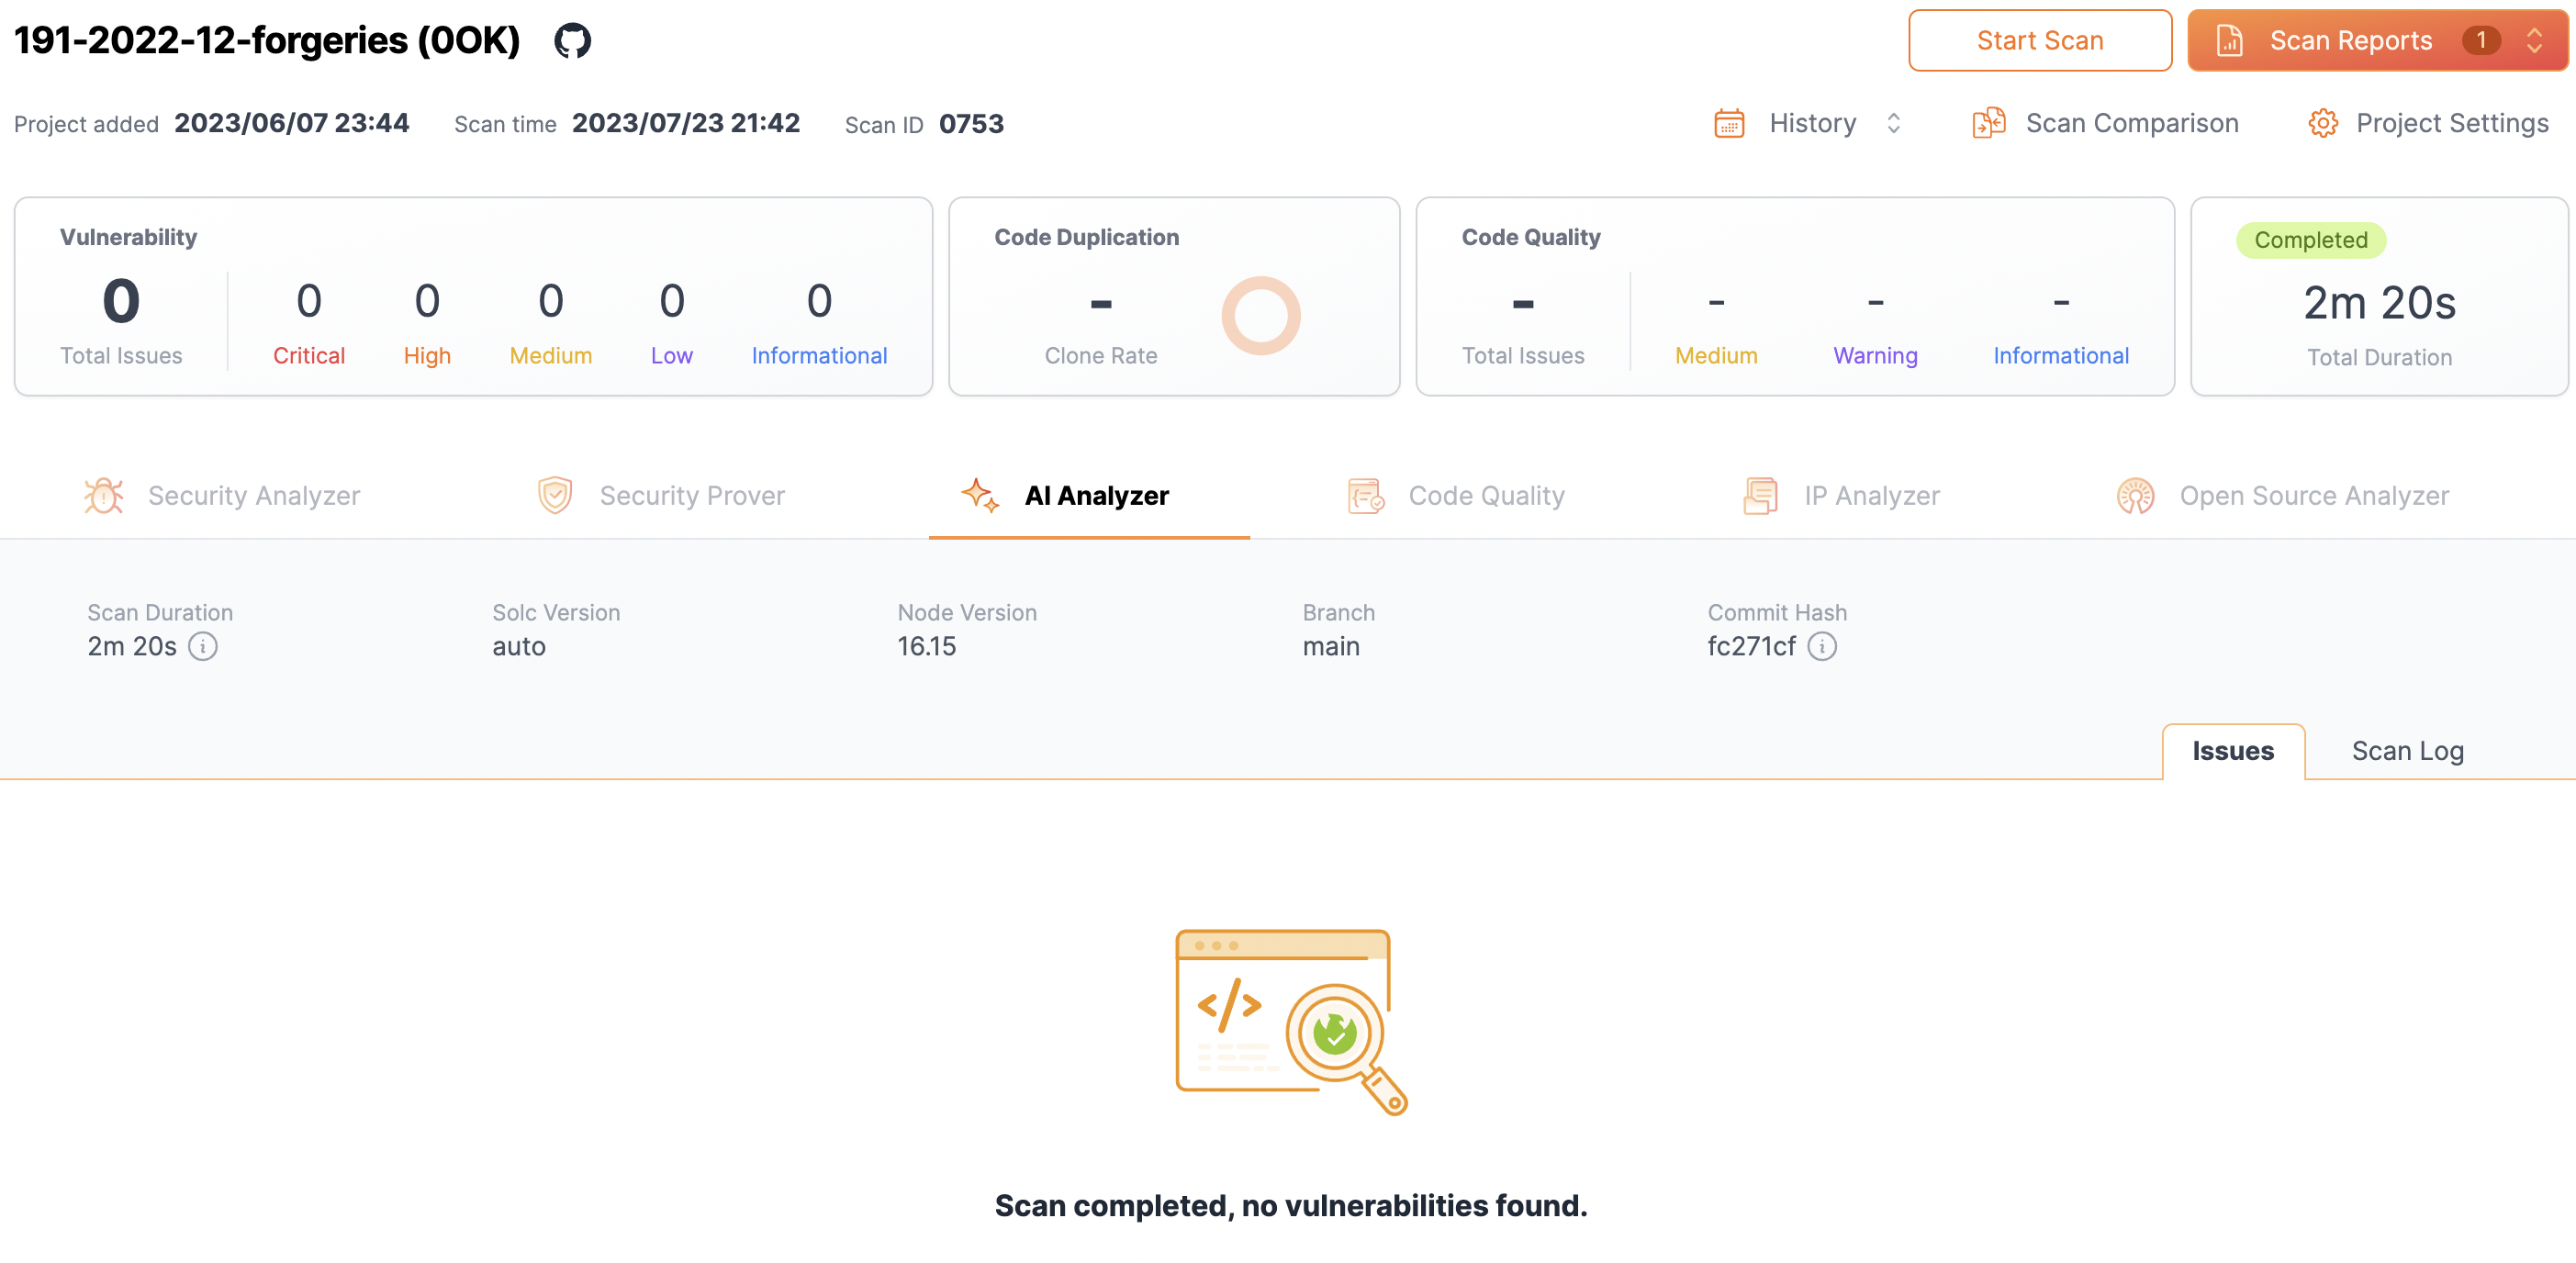 191-2022-12-forgeries (0OK)
Start Scan
Scan Reports 1
Project added 2023/06/07 23:44 Scan time 2023/07/23 21:42 Scan ID 0753
History Scan Comparison Project Settings
Vulnerability
0 0 0 0 0 0
Total Issues Critical High Medium Low Informational
Code Duplication
-
Clone Rate
Code Quality
- - - -
Total Issues Medium Warning Informational
Completed
2m 20s
Total Duration
Security Analyzer Security Prover AI Analyzer Code Quality IP Analyzer Open Source Analyzer
Scan Duration Solc Version Node Version Branch Commit Hash
2m 20s auto 16.15 main fc271cf
Issues Scan Log
</>
Scan completed, no vulnerabilities found.